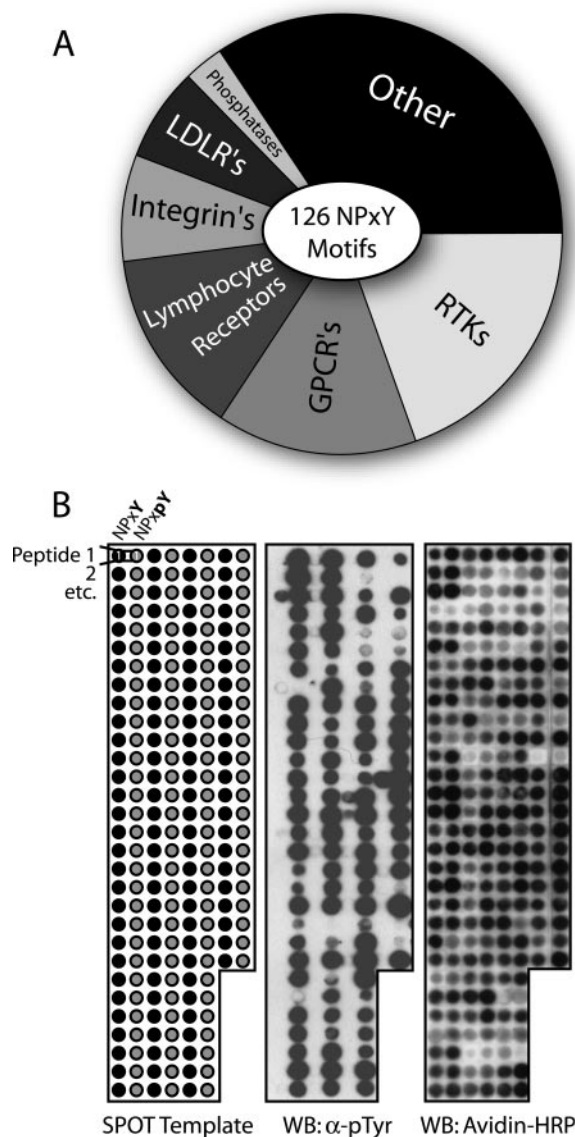 A
Phosphatases
Other
LDLR's
Integrin's
126 NPxY
Motifs
Lymphocyte
Receptors
GPCR's
RTKs
B
NPxY
NPxpY
Peptide 1
2
etc.
SPOT Template
WB: α-pTyr
WB: Avidin-HRP